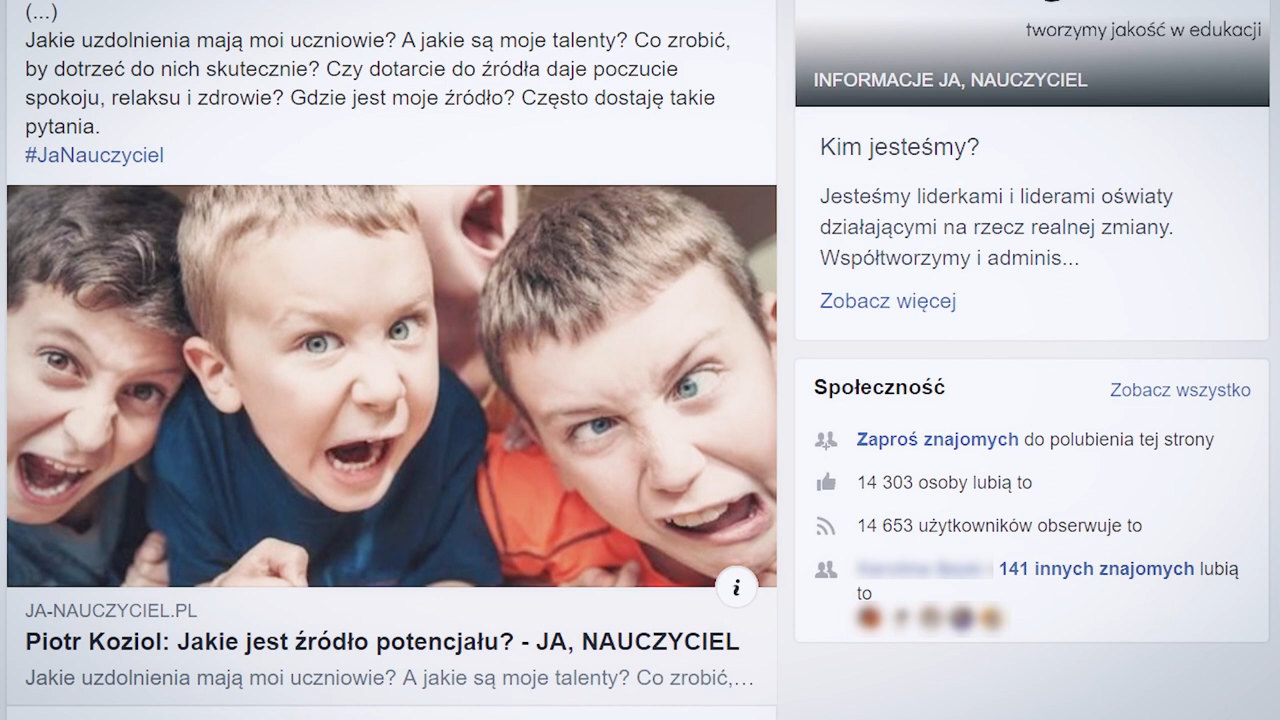 (...)
Jakie uzdolnienia mają moi uczniowie? A jakie są moje talenty? Co zrobić,
by dotrzeć do nich skutecznie? Czy dotarcie do źródła daje poczucie
spokoju, relaksu i zdrowie? Gdzie jest moje źródło? Często dostaję takie
pytania.
#JaNauczyciel
JA-NAUCZYCIEL.PL
Piotr Koziol: Jakie jest źródło potencjału? - JA, NAUCZYCIEL
Jakie uzdolnienia mają moi uczniowie? A jakie są moje talenty? Co zrobić,...
tworzymy jakość w edukacji
INFORMACJE JA, NAUCZYCIEL
Kim jesteśmy?
Jesteśmy liderkami i liderami oświaty
działającymi na rzecz realnej zmiany.
Współtworzymy i adminis...
Zobacz więcej
Społeczność
Zobacz wszystko
Zaproś znajomych do polubienia tej strony
14 303 osoby lubią to
14 653 użytkowników obserwuje to
141 innych znajomych lubią
to